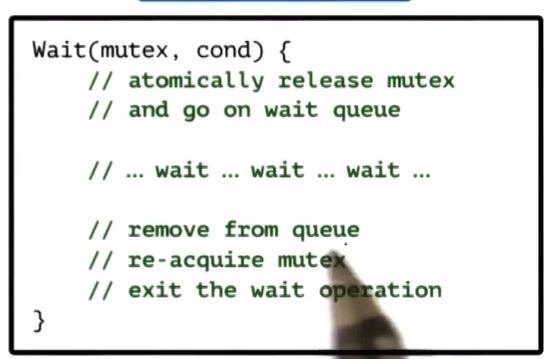 Wait(mutex, cond) {
// atomically release mutex
// and go on wait queue
// ... wait ... wait ... wait ...
// remove from queue
// re-acquire mutex
// exit the wait operation
}